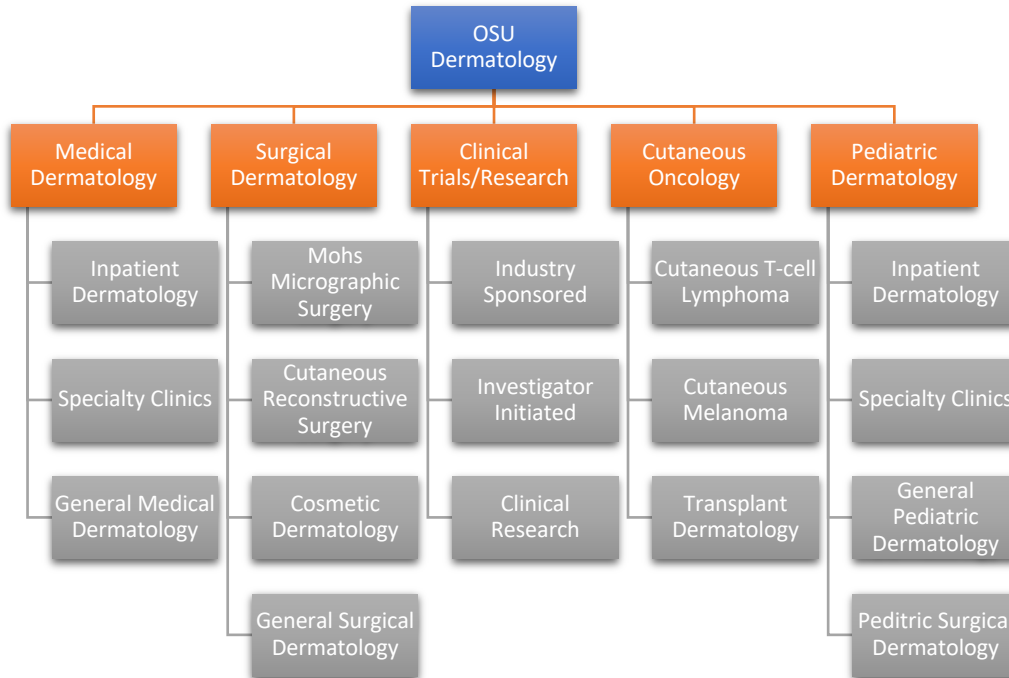 OSU
Dermatology
Medical
Dermatology
Inpatient
Dermatology
Specialty Clinics
General Medical
Dermatology
Surgical
Dermatology
Mohs
Micrographic
Surgery
Cutaneous
Reconstructive
Surgery
Cosmetic
Dermatology
General Surgical
Dermatology
Clinical
Trials/Research
Industry
Sponsored
Investigator
Initiated
Clinical
Research
Cutaneous
Oncology
Cutaneous T-cell
Lymphoma
Cutaneous
Melanoma
Transplant
Dermatology
Pediatric
Dermatology
Inpatient
Dermatology
Specialty Clinics
General
Pediatric
Dermatology
Peditric Surgical
Dermatology